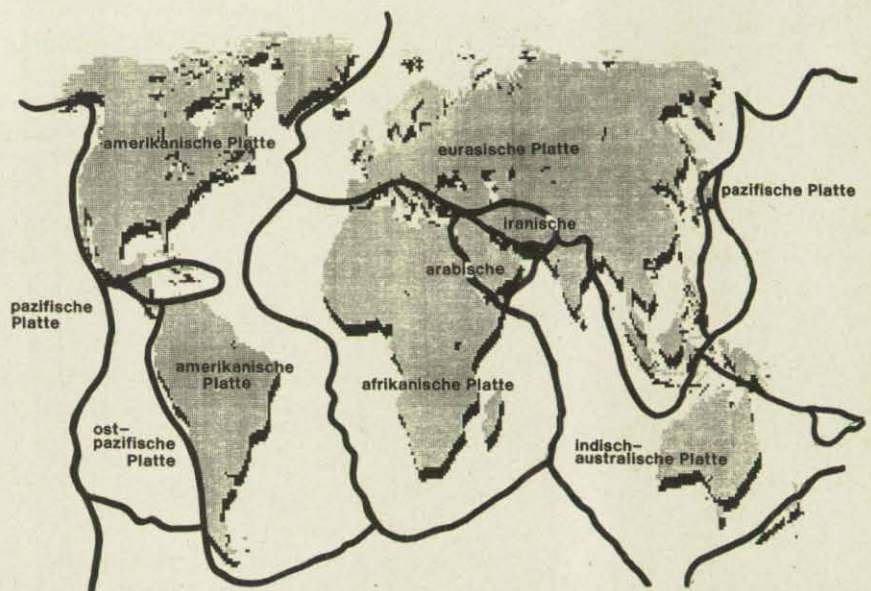 amerikanische Platte
eurasische Platte
pazifische Platte
iranische
arabische
pazifische
Platte
amerikanische
Platte
afrikanische Platte
ost-
pazifische
Platte
indisch-
australische Platte